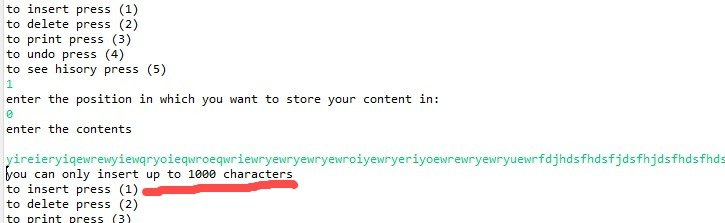 to insert press (1)
to delete press (2)
to print press (3)
to undo press (4)
to see hisory press (5)
1
enter the position in which you want to store your content in:
0
enter the contents
yireieryiqewrewyiewqryoieqwroeqwriewryewryewryewroiyewryeriyoewrewryewryuewrfdjhdsfhdsfjdsfhjdsfhdsfhds
you can only insert up to 1000 characters
to insert press (1)
to delete press (2)
to print press (3)